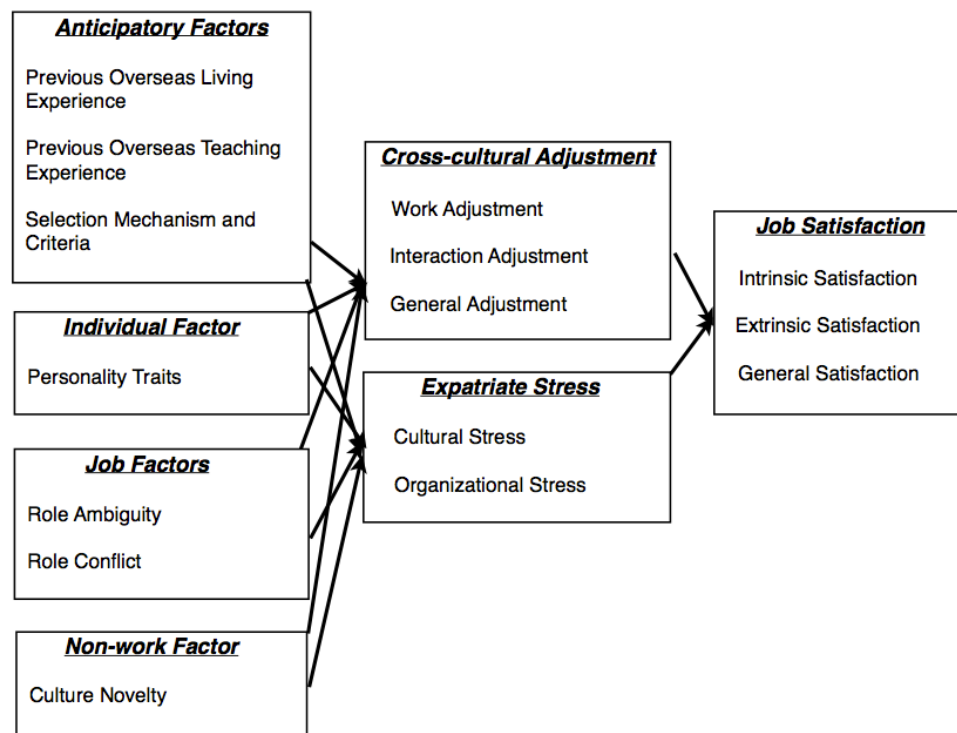 Anticipatory Factors
Previous Overseas Living
Experience
Previous Overseas Teaching
Experience
Selection Mechanism and
Criteria
Individual Factor
Personality Traits
Job Factors
Role Ambiguity
Role Conflict
Non-work Factor
Culture Novelty
Cross-cultural Adjustment
Work Adjustment
Interaction Adjustment
General Adjustment
Expatriate Stress
Cultural Stress
Organizational Stress
Job Satisfaction
Intrinsic Satisfaction
Extrinsic Satisfaction
General Satisfaction